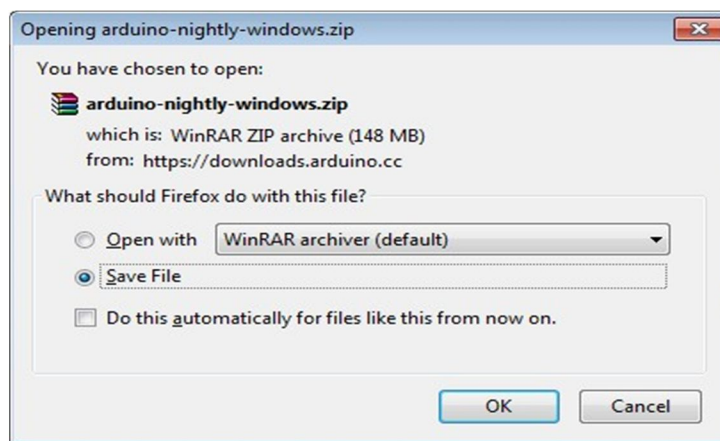 Opening arduino-nightly-windows.zip
You have chosen to open:
arduino-nightly-windows.zip
which is: WinRAR ZIP archive (148 MB)
from: https://downloads.arduino.cc
What should Firefox do with this file?
Open with WinRAR archiver (default)
Save File
Do this automatically for files like this from now on.
OK Cancel